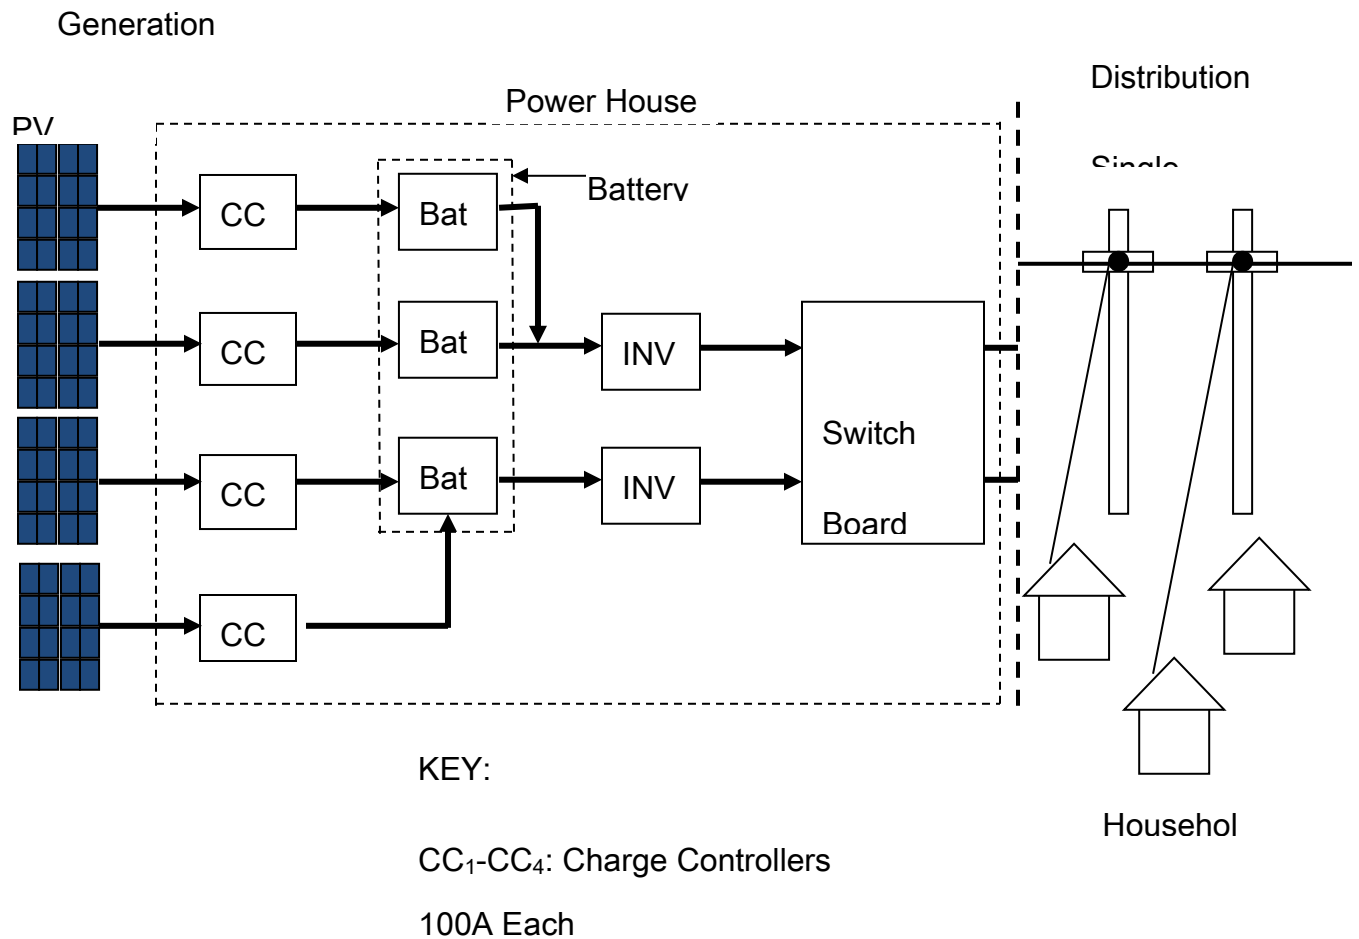 Generation
Distribution
Power House
PV
Single
Battery
CC
Bat
CC
Bat
INV
CC
Bat
INV
Switch
Board
CC
KEY:
Househol
CC₁-CC₄: Charge Controllers
100A Each